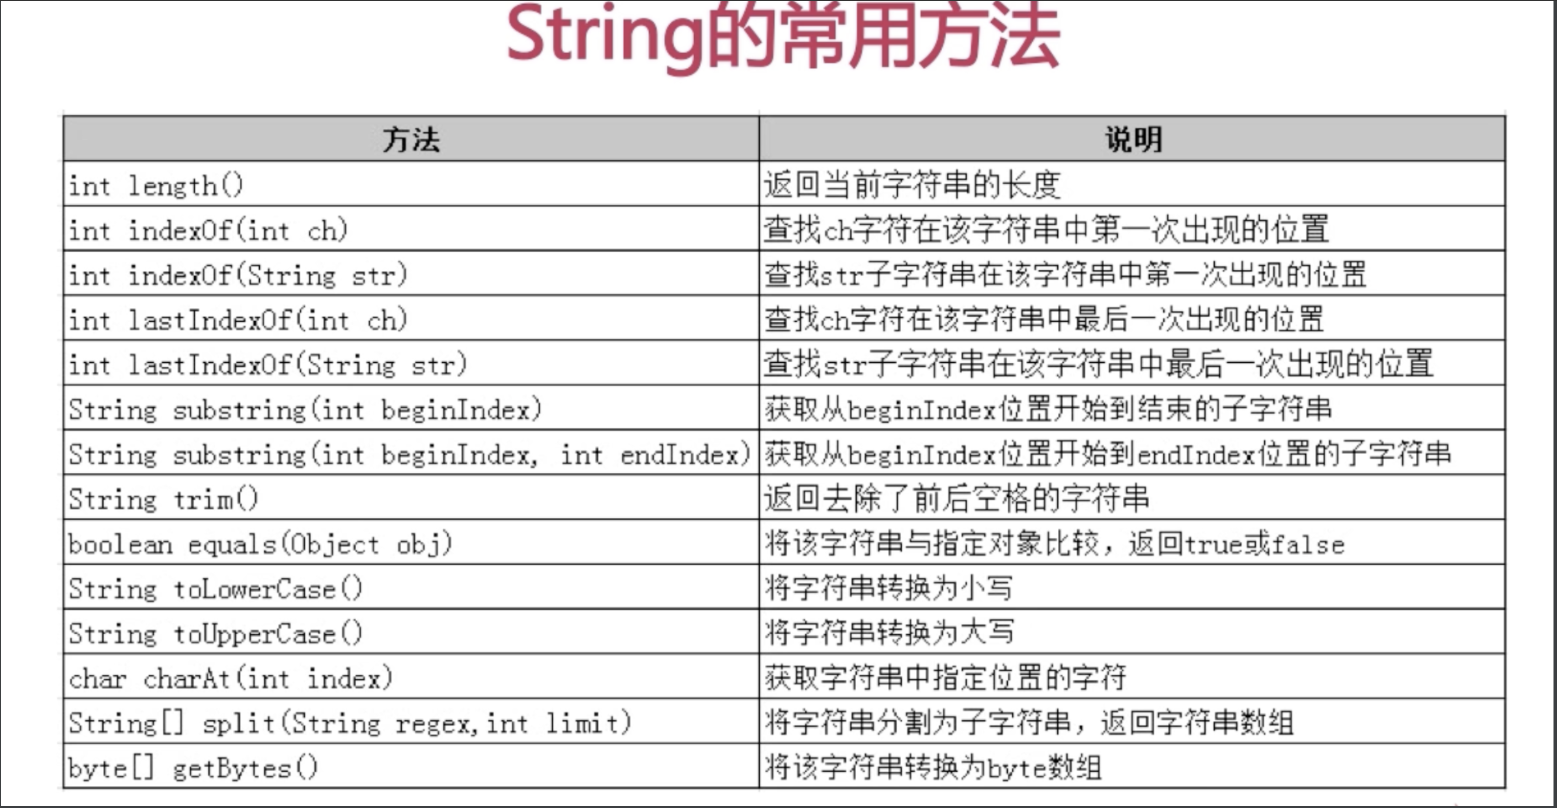 String的常用方法
方法 说明
int length() 返回当前字符串的长度
int indexOf(int ch) 查找ch字符在该字符串中第一次出现的位置
int indexOf(String str) 查找str子字符串在该字符串中第一次出现的位置
int lastIndexOf(int ch) 查找ch字符在该字符串中最后一次出现的位置
int lastIndexOf(String str) 查找str子字符串在该字符串中最后一次出现的位置
String substring(int beginIndex) 获取从beginIndex位置开始到结束的子字符串
String substring(int beginIndex, int endIndex) 获取从beginIndex位置开始到endIndex位置的子字符串
String trim() 返回去除了前后空格的字符串
boolean equals(Object obj) 将该字符串与指定对象比较，返回true或false
String toLowerCase() 将字符串转换为小写
String toUpperCase() 将字符串转换为大写
char charAt(int index) 获取字符串中指定位置的字符
String[] split(String regex,int limit) 将字符串分割为子字符串，返回字符串数组
byte[] getBytes() 将该字符串转换为byte数组